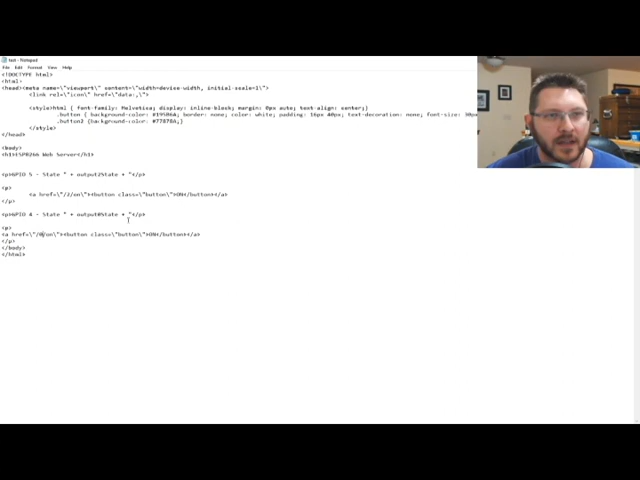 test - Notepad
File Edit Format View Help
<!DOCTYPE html>
<html>
<head><meta name=\"viewport\" content=\"width=device-width, initial-scale=1\">
<link rel=\"icon\" href=\"data:,\">
<style>html { font-family: Helvetica; display: inline-block; margin: 0px auto; text-align: center;}
.button { background-color: #195B6A; border: none; color: white; padding: 16px 40px; text-decoration: none; font-size: 30px
.button2 {background-color: #77878A;}
</style>
</head>
<body>
<h1>ESP8266 Web Server</h1>
<p>GPIO 5 - State " + output2State + "</p>
<p>
<a href=\"/2/on\"><button class=\"button\">ON</button></a>
</p>
<p>GPIO 4 - State " + output0State + "</p>
<p>
<a href=\"/0/on\"><button class=\"button\">ON</button></a>
</p>
</body>
</html>